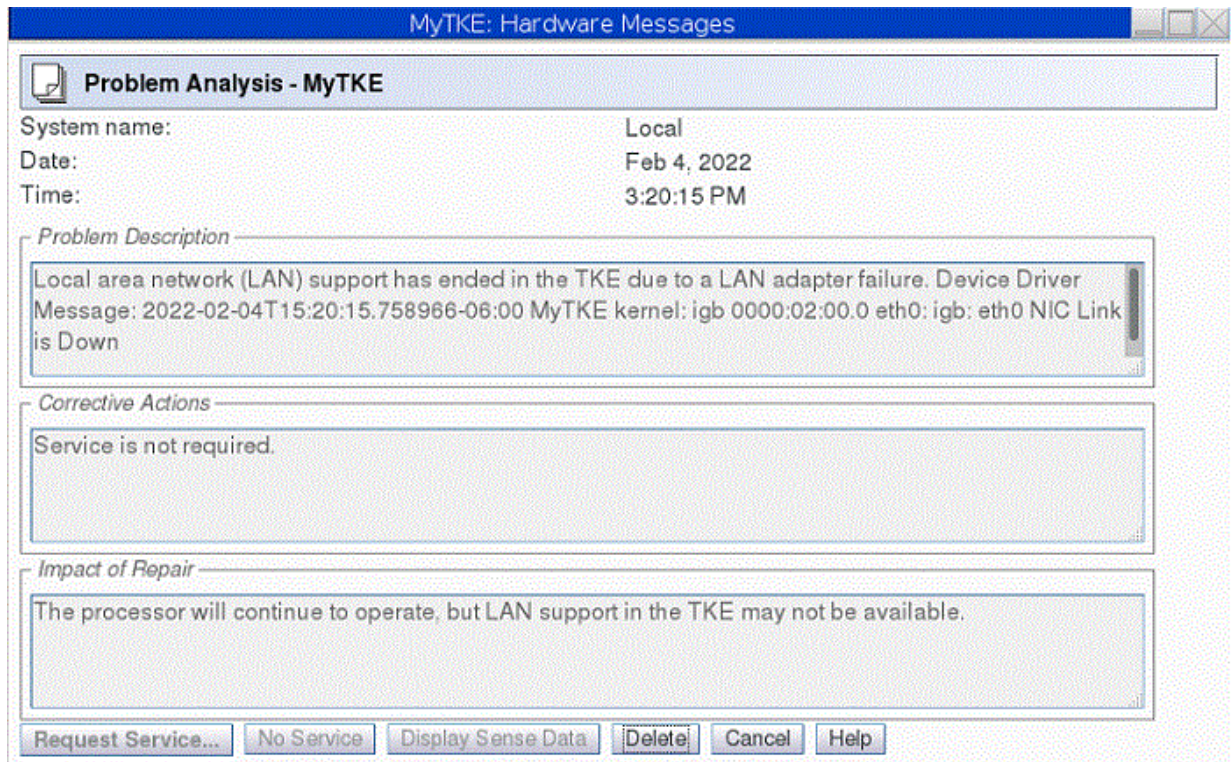 MyTKE: Hardware Messages
Problem Analysis - MyTKE
System name: Local
Date: Feb 4, 2022
Time: 3:20:15 PM
Problem Description
Local area network (LAN) support has ended in the TKE due to a LAN adapter failure. Device Driver
Message: 2022-02-04T15:20:15.758966-06:00 MyTKE kernel: igb 0000:02:00.0 eth0: igb: eth0 NIC Link
is Down
Corrective Actions
Service is not required.
Impact of Repair
The processor will continue to operate, but LAN support in the TKE may not be available.
Request Service... No Service Display Sense Data Delete Cancel Help